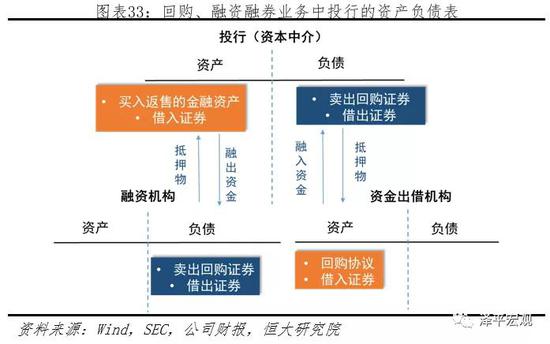 图表33：回购、融资融券业务中投行的资产负债表
投行（资本中介）
资产
负债
• 买入返售的金融资产
• 借入证券
• 卖出回购证券
• 借出证券
抵押物
融出资金
融入资金
抵押物
融资机构
资金出借机构
资产
负债
资产
负债
• 卖出回购证券
• 借出证券
• 回购协议
• 借入证券
资料来源：Wind，SEC，公司财报，恒大研究院
泽平宏观